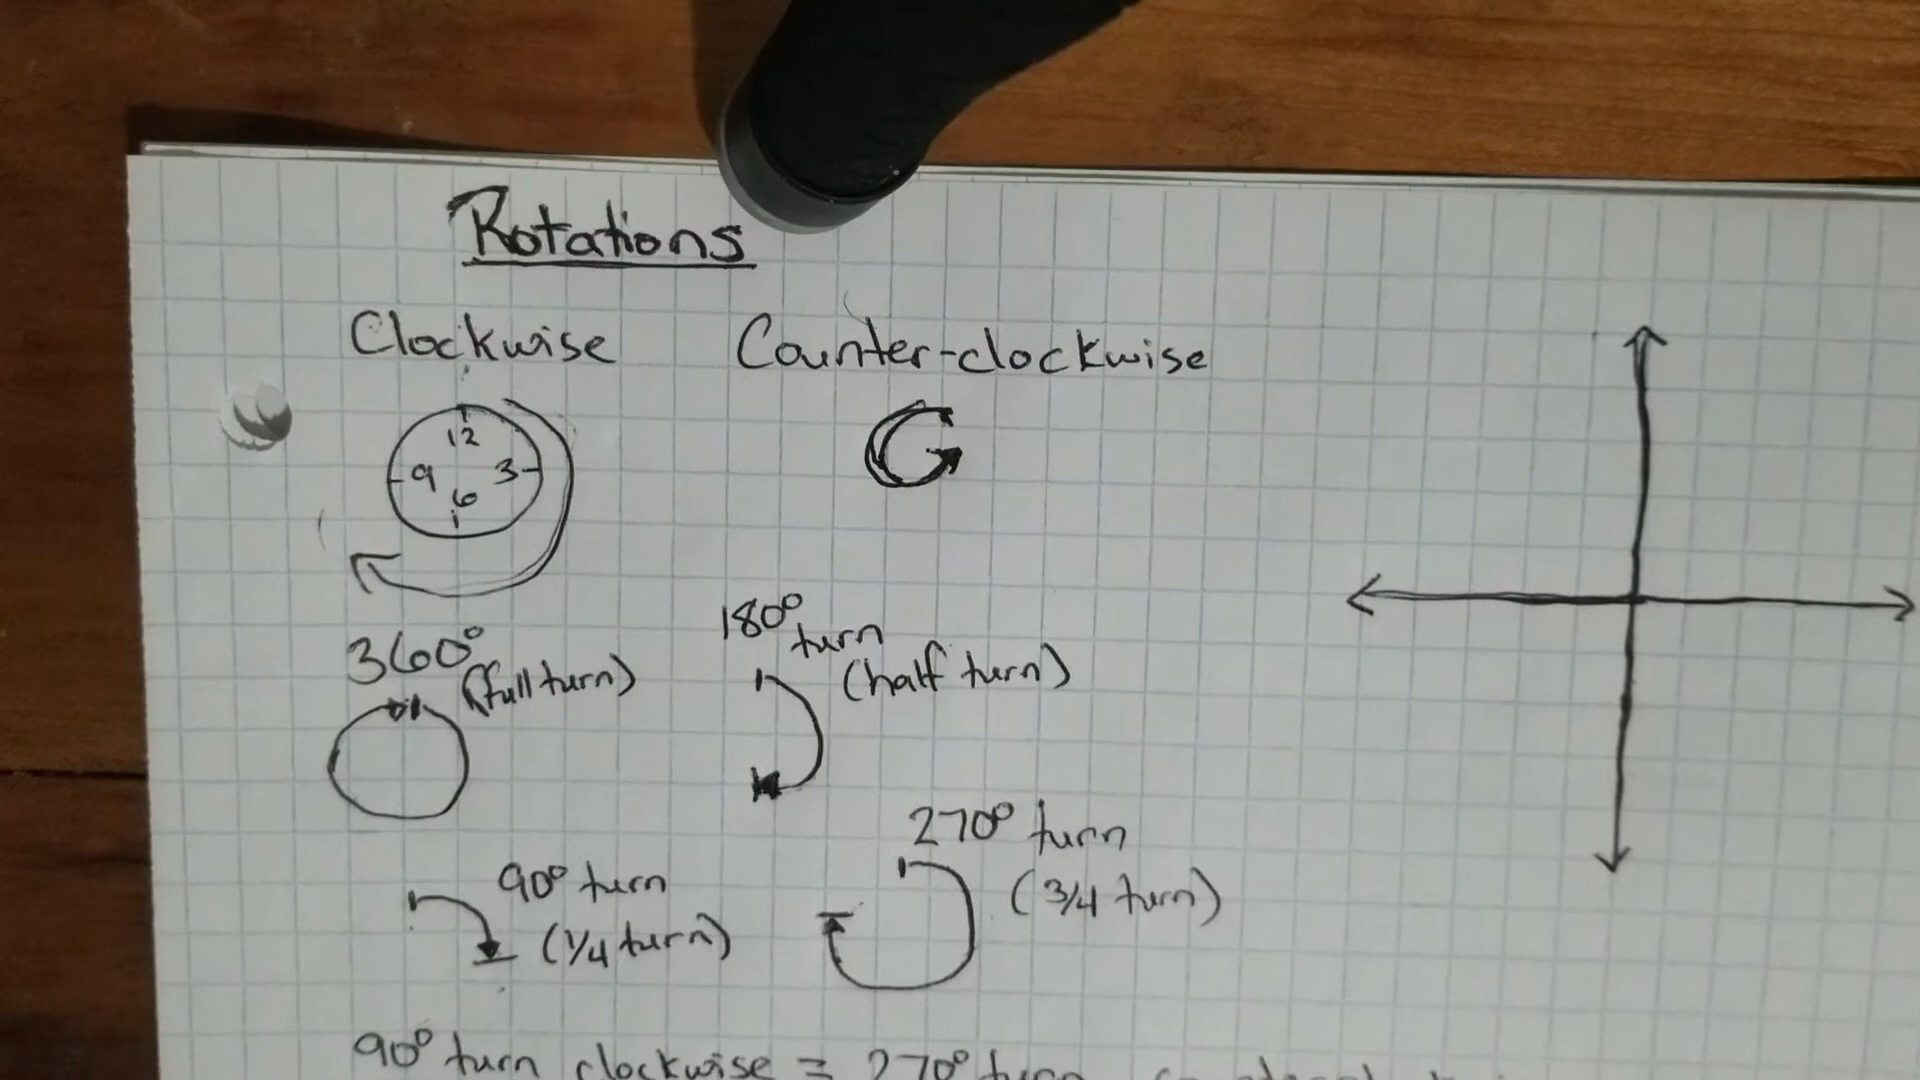 Rotations
Clockwise
Counter-clockwise
12
9 3
6
360°
(full turn)
180°
turn
(half turn)
90° turn
(1/4 turn)
270° turn
(3/4 turn)
90° turn clockwise = 270° turn